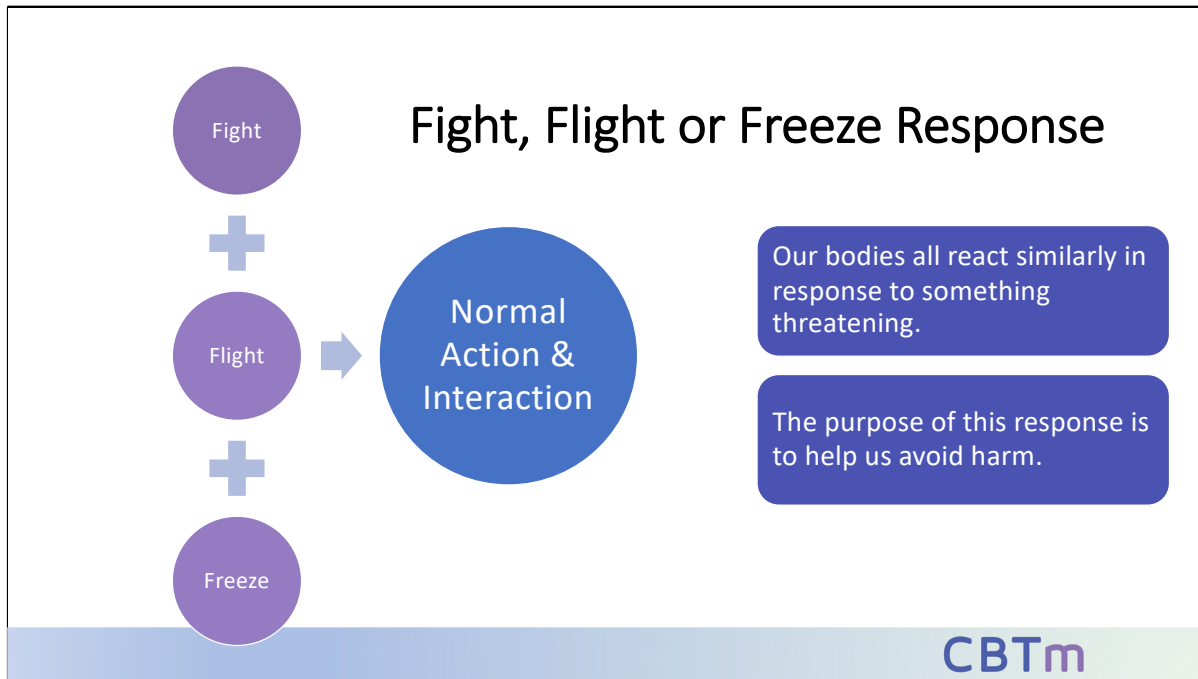 Fight, Flight or Freeze Response
Fight
Flight
Freeze
Normal
Action &
Interaction
Our bodies all react similarly in
response to something
threatening.
The purpose of this response is
to help us avoid harm.
CBTm